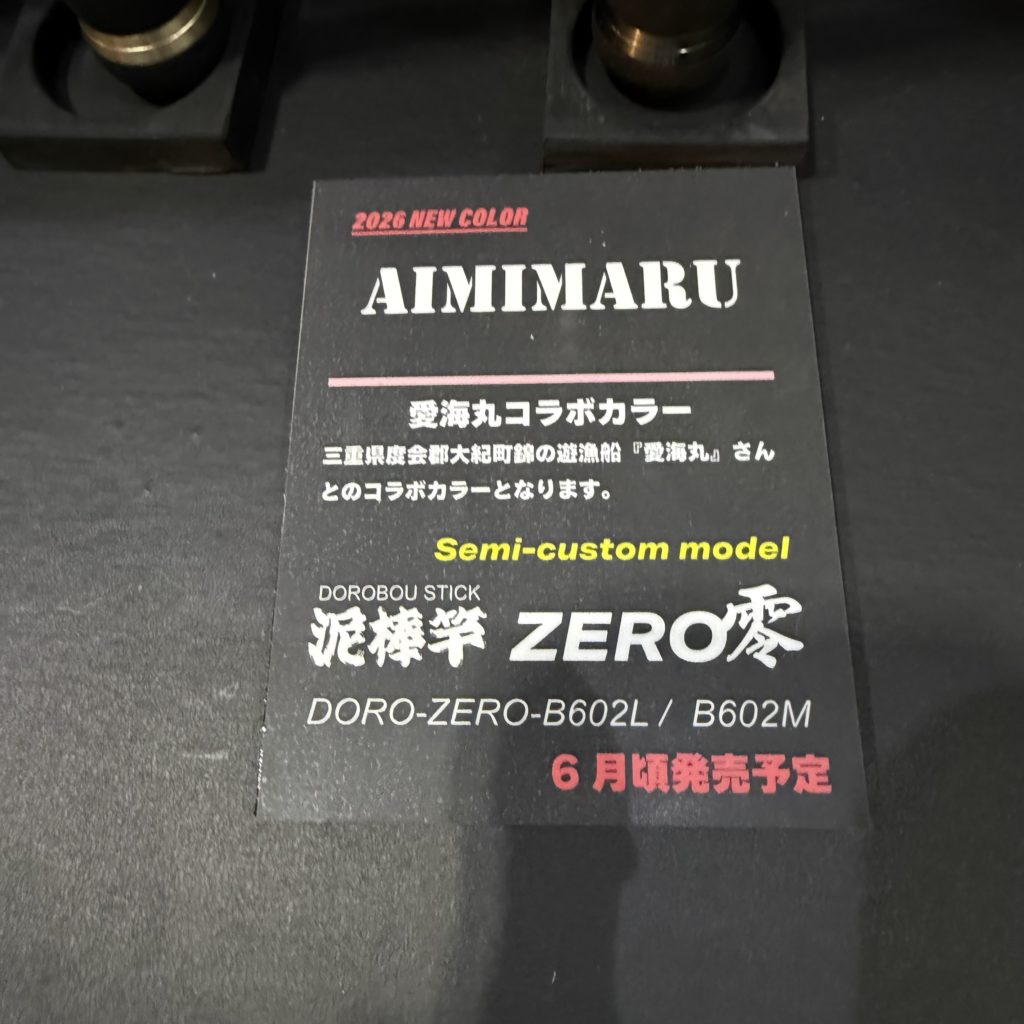 2026 NEW COLOR
AIMIMARU
愛海丸コラボカラー
三重県度会郡大紀町錦の遊漁船『愛海丸』さん
とのコラボカラーとなります。
Semi-custom model
DOROBOU STICK
泥棒竿 ZERO零
DORO-ZERO-B602L / B602M
6月頃発売予定